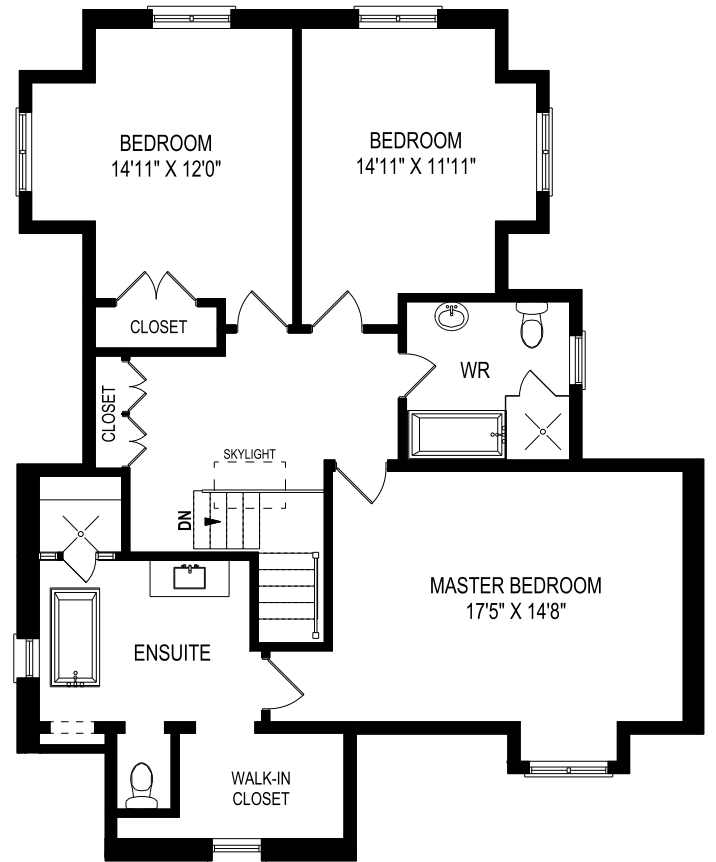 BEDROOM
14'11" X 12'0"
BEDROOM
14'11" X 11'11"
CLOSET
WR
CLOSET
SKYLIGHT
DN
MASTER BEDROOM
17'5" X 14'8"
ENSUITE
WALK-IN
CLOSET